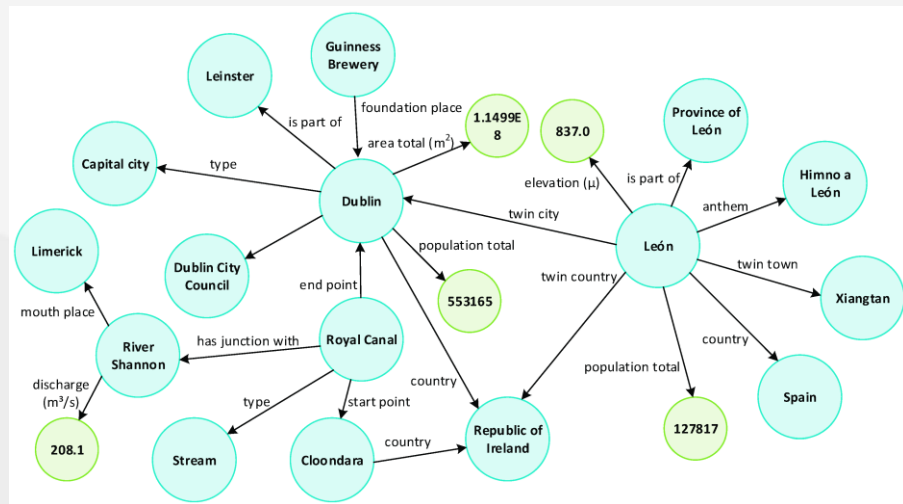 Guinness
Brewery
Leinster
foundation place
1.1499E
8
837.0
Province of
León
is part of
area total (m²)
Capital city
type
elevation (µ)
is part of
Himno a
León
anthem
Dublin
twin city
León
Limerick
Dublin City
Council
population total
twin country
twin town
Xiangtan
end point
553165
mouth place
River
Shannon
has junction with
Royal Canal
country
population total
Spain
discharge
(m³/s)
type
start point
country
208.1
Stream
Cloondara
country
Republic of
Ireland
127817